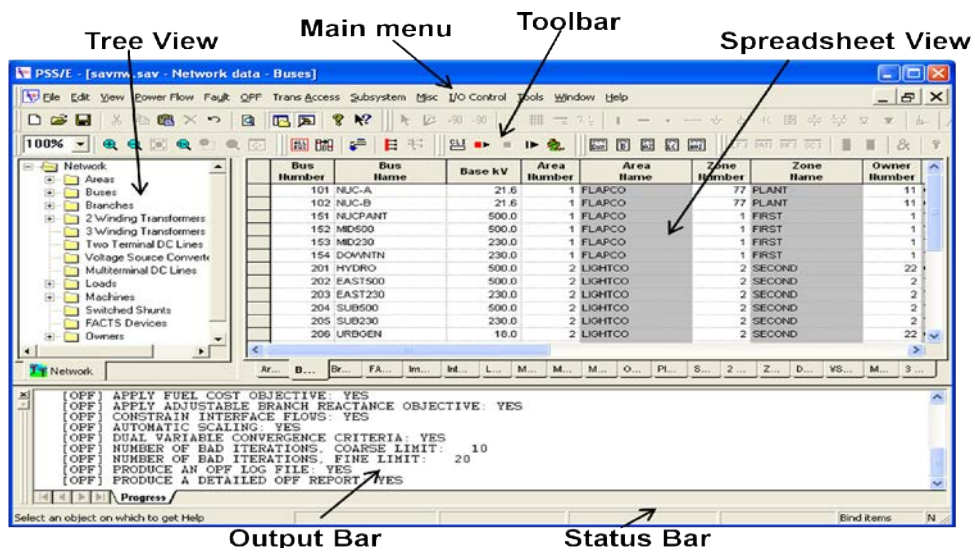 Tree View
Main menu
Toolbar
Spreadsheet View
PSS/E - [savnw.sav - Network data - Buses]
File Edit View Power Flow Fault OPF Trans Access Subsystem Misc I/O Control Tools Window Help
100%
Network
Areas
Buses
Branches
2 Winding Transformers
3 Winding Transformers
Two Terminal DC Lines
Voltage Source Converte
Multiterminal DC Lines
Loads
Machines
Switched Shunts
FACTS Devices
Owners
Network
Bus Number Bus Name Base kV Area Number Area Name Zone Number Zone Name Owner Number
101 NUC-A 21.6 1 FLAPCO 77 PLANT 11
102 NUC-B 21.6 1 FLAPCO 77 PLANT 11
151 NUCPANT 500.0 1 FLAPCO 1 FIRST 1
152 MID500 500.0 1 FLAPCO 1 FIRST 1
153 MID230 230.0 1 FLAPCO 1 FIRST 1
154 DOWNTN 230.0 1 FLAPCO 1 FIRST 1
201 HYDRO 500.0 2 LIGHTCO 2 SECOND 22
202 EAST500 500.0 2 LIGHTCO 2 SECOND 2
203 EAST230 230.0 2 LIGHTCO 2 SECOND 2
204 SUB500 500.0 2 LIGHTCO 2 SECOND 2
205 SUB230 230.0 2 LIGHTCO 2 SECOND 2
206 URBGEN 18.0 2 LIGHTCO 2 SECOND 22
Ar... B... Br... FA... Im... Int... L... M... M... M... O... Pl... S... 2 ... Z... D... VS... M... 3 ...
[OPF] APPLY FUEL COST OBJECTIVE: YES
[OPF] APPLY ADJUSTABLE BRANCH REACTANCE OBJECTIVE: YES
[OPF] CONSTRAIN INTERFACE FLOWS: YES
[OPF] AUTOMATIC SCALING: YES
[OPF] DUAL VARIABLE CONVERGENCE CRITERIA: YES
[OPF] NUMBER OF BAD ITERATIONS, COARSE LIMIT: 10
[OPF] NUMBER OF BAD ITERATIONS, FINE LIMIT: 20
[OPF] PRODUCE AN OPF LOG FILE: YES
[OPF] PRODUCE A DETAILED OPF REPORT: YES
Progress
Select an object on which to get Help
Bind items
N
Output Bar
Status Bar